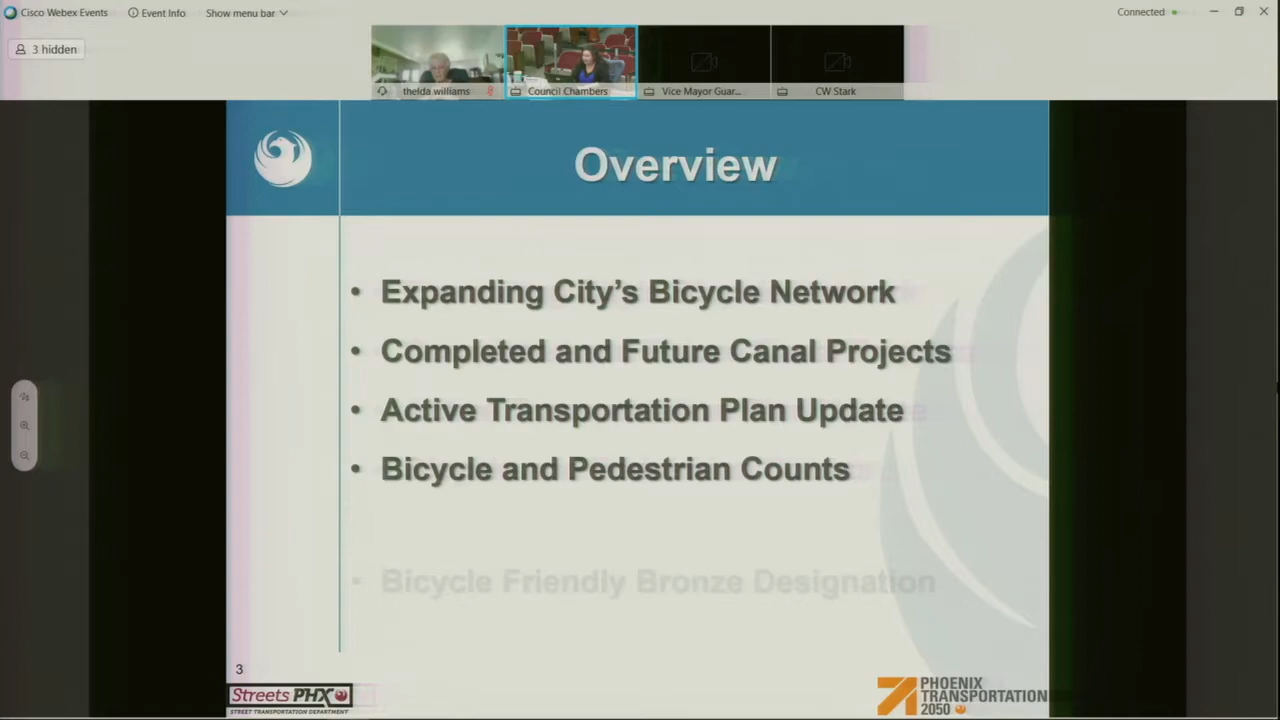 Cisco Webex Events
Event Info
Show menu bar
Connected
3 hidden
thelda williams
Council Chambers
Vice Mayor Guar...
CW Stark
Overview
• Expanding City's Bicycle Network
• Completed and Future Canal Projects
• Active Transportation Plan Update
• Bicycle and Pedestrian Counts
• Bicycle Friendly Bronze Designation
3
Streets PHX
STREET TRANSPORTATION DEPARTMENT
PHOENIX
TRANSPORTATION
2050